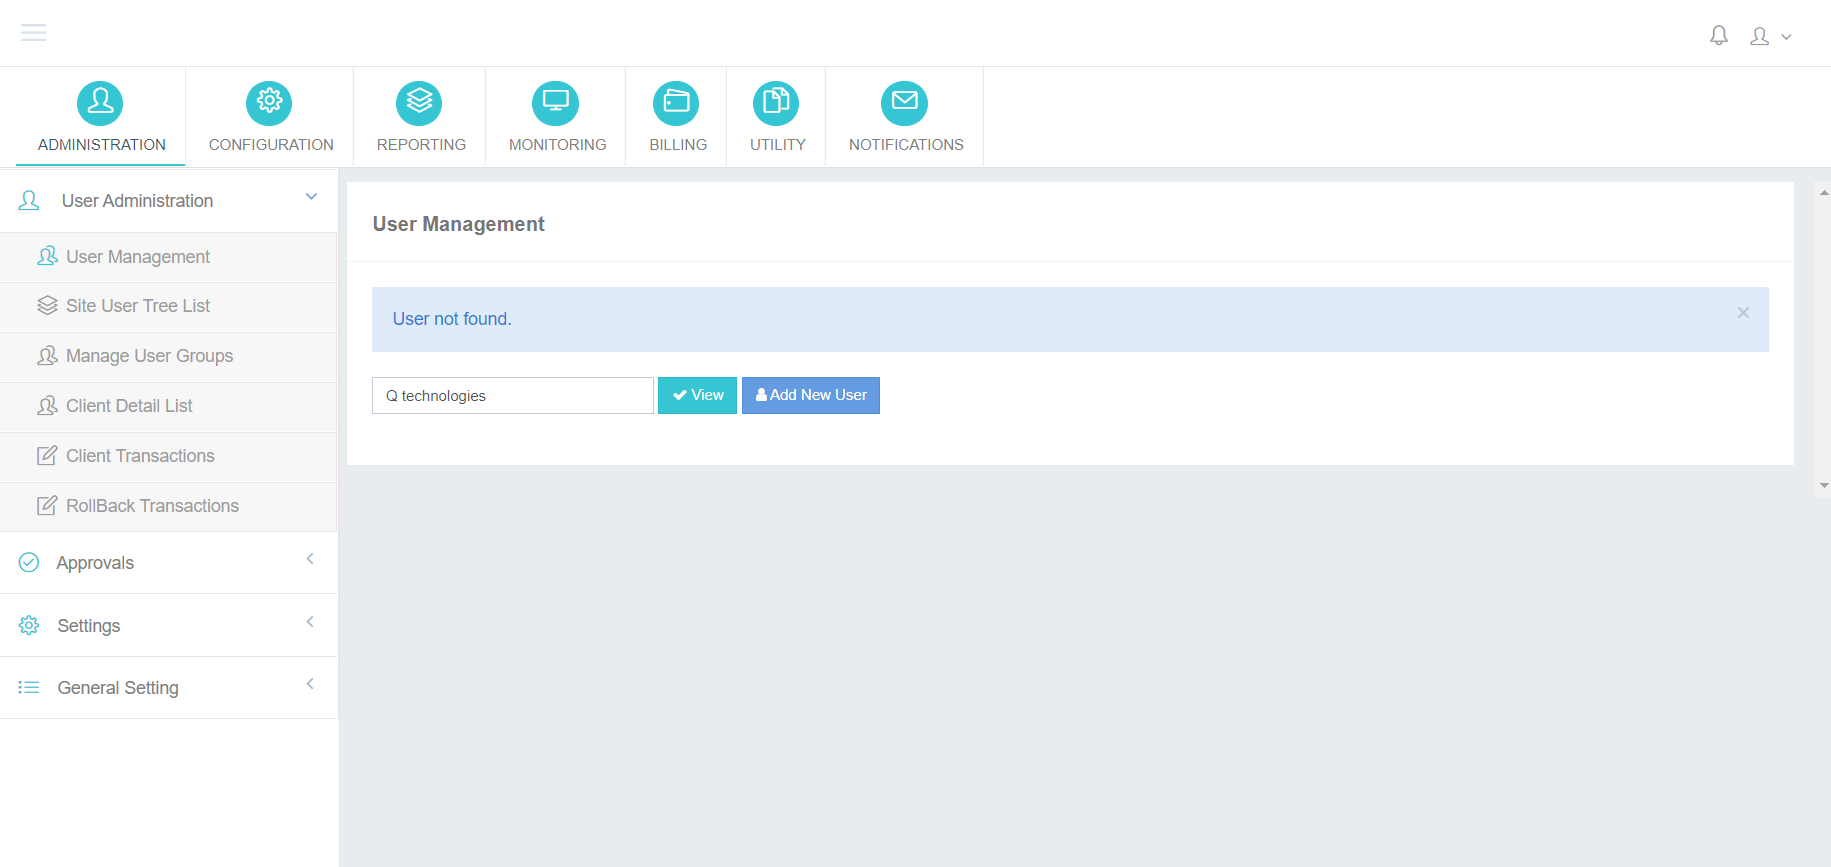 ADMINISTRATION
CONFIGURATION
REPORTING
MONITORING
BILLING
UTILITY
NOTIFICATIONS
User Administration
User Management
Site User Tree List
Manage User Groups
Client Detail List
Client Transactions
RollBack Transactions
Approvals
Settings
General Setting
User Management
User not found.
Q technologies
View
Add New User